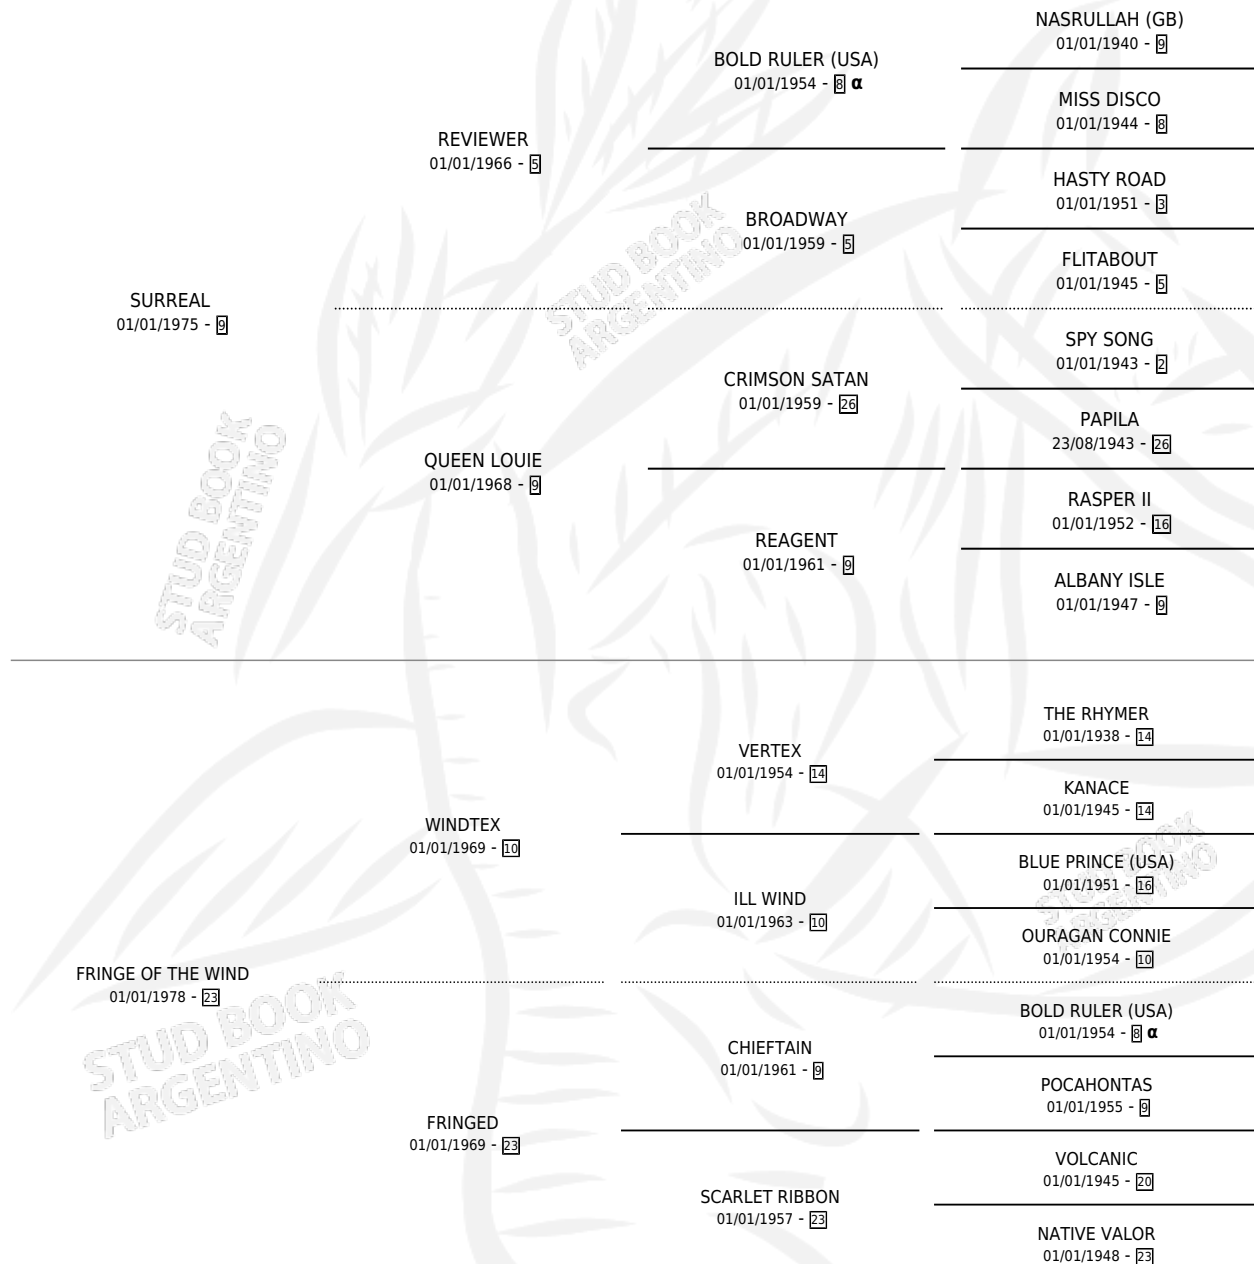 NASRULLAH (GB)
01/01/1940 - 9
BOLD RULER (USA)
01/01/1954 - 8 α
MISS DISCO
01/01/1944 - 8
REVIEWER
01/01/1966 - 5
HASTY ROAD
01/01/1951 - 3
BROADWAY
01/01/1959 - 5
FLITABOUT
01/01/1945 - 5
SURREAL
01/01/1975 - 9
SPY SONG
01/01/1943 - 2
CRIMSON SATAN
01/01/1959 - 26
PAPILA
23/08/1943 - 26
QUEEN LOUIE
01/01/1968 - 9
RASPER II
01/01/1952 - 16
REAGENT
01/01/1961 - 9
ALBANY ISLE
01/01/1947 - 9
THE RHYMER
01/01/1938 - 14
VERTEX
01/01/1954 - 14
KANACE
01/01/1945 - 14
WINDTEX
01/01/1969 - 10
BLUE PRINCE (USA)
01/01/1951 - 16
ILL WIND
01/01/1963 - 10
OURAGAN CONNIE
01/01/1954 - 10
FRINGE OF THE WIND
01/01/1978 - 23
BOLD RULER (USA)
01/01/1954 - 8 α
CHIEFTAIN
01/01/1961 - 9
POCAHONTAS
01/01/1955 - 9
FRINGED
01/01/1969 - 23
VOLCANIC
01/01/1945 - 20
SCARLET RIBBON
01/01/1957 - 23
NATIVE VALOR
01/01/1948 - 23
STUD BOOK
ARGENTINO
STUD BOOK
ARGENTINO
STUD BOOK
ARGENTINO
STUD BOOK
ARGENTINO